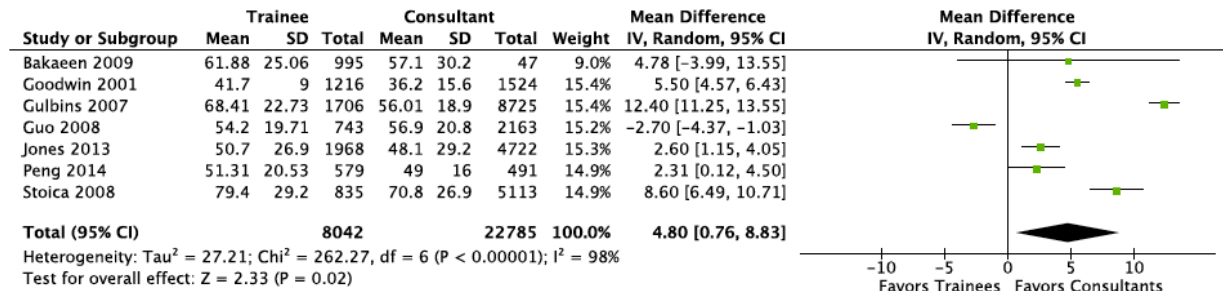 Trainee Consultant Mean Difference Mean Difference
Study or Subgroup Mean SD Total Mean SD Total Weight IV, Random, 95% CI IV, Random, 95% CI
Bakaeen 2009 61.88 25.06 995 57.1 30.2 47 9.0% 4.78 [-3.99, 13.55]
Goodwin 2001 41.7 9 1216 36.2 15.6 1524 15.4% 5.50 [4.57, 6.43]
Gulbins 2007 68.41 22.73 1706 56.01 18.9 8725 15.4% 12.40 [11.25, 13.55]
Guo 2008 54.2 19.71 743 56.9 20.8 2163 15.2% -2.70 [-4.37, -1.03]
Jones 2013 50.7 26.9 1968 48.1 29.2 4722 15.3% 2.60 [1.15, 4.05]
Peng 2014 51.31 20.53 579 49 16 491 14.9% 2.31 [0.12, 4.50]
Stoica 2008 79.4 29.2 835 70.8 26.9 5113 14.9% 8.60 [6.49, 10.71]
Total (95% CI) 8042 22785 100.0% 4.80 [0.76, 8.83]
Heterogeneity: Tau² = 27.21; Chi² = 262.27, df = 6 (P < 0.00001); I² = 98%
Test for overall effect: Z = 2.33 (P = 0.02)
-10 -5 0 5 10
Favors Trainees Favors Consultants